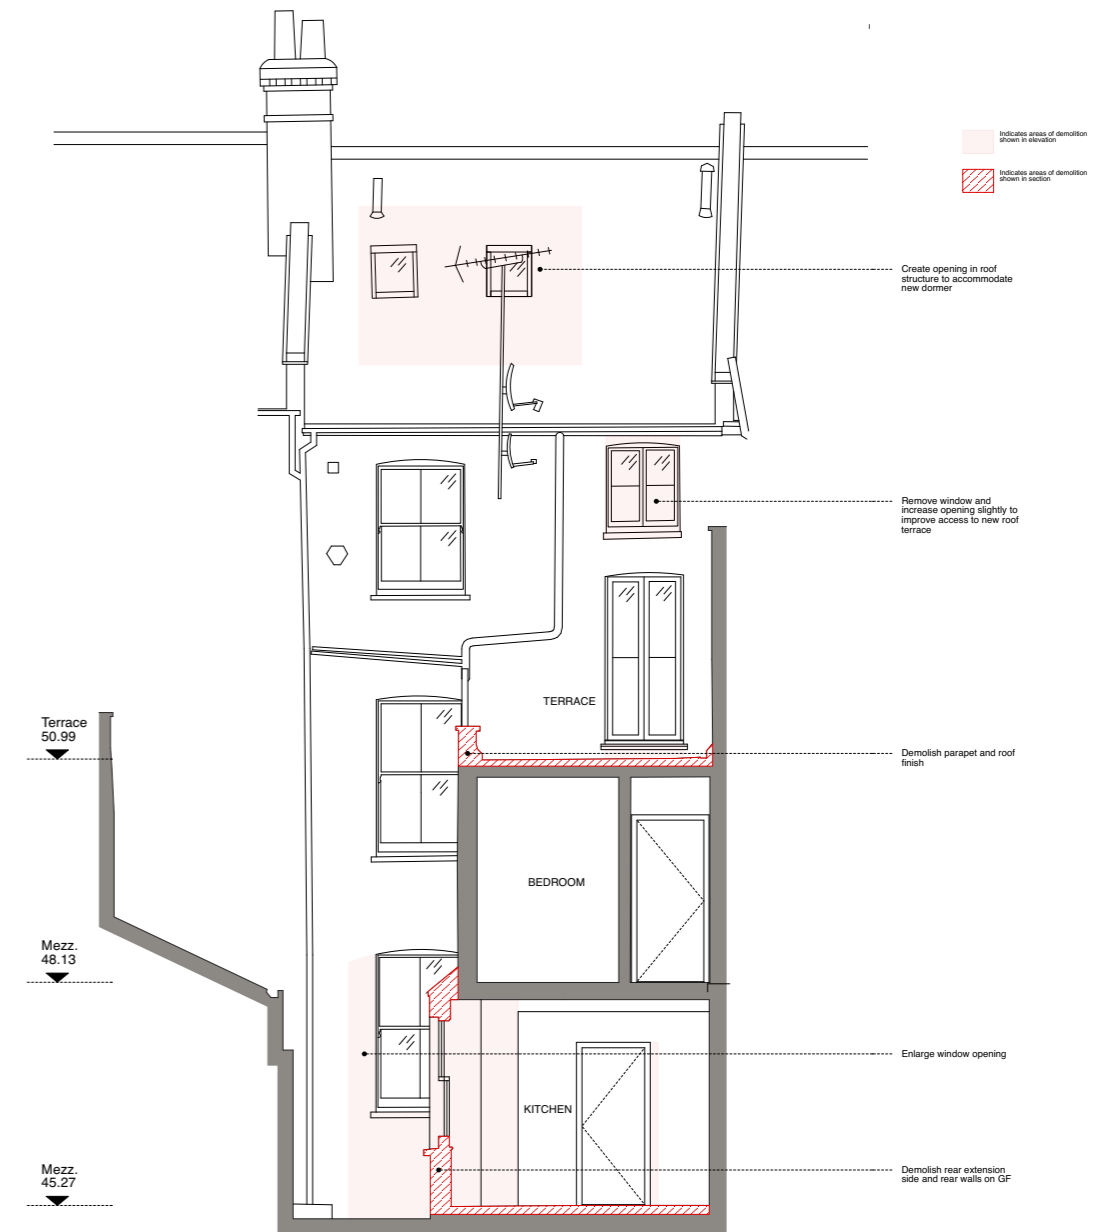 Indicates areas of demolition
shown in elevation
Indicates areas of demolition
shown in section
Create opening in roof
structure to accommodate
new dormer
Remove window and
increase opening slightly to
improve access to new roof
terrace
TERRACE
Terrace
50.99
Demolish parapet and roof
finish
BEDROOM
Mezz.
48.13
Enlarge window opening
KITCHEN
Mezz.
45.27
Demolish rear extension
side and rear walls on GF